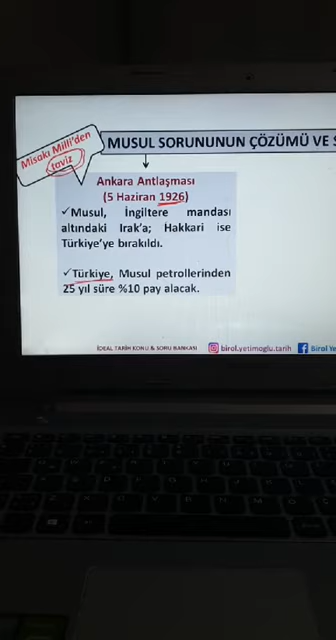 Misakı Milli'den
taviz
MUSUL SORUNUNUN ÇÖZÜMÜ VE
Ankara Antlaşması
(5 Haziran 1926)
✓Musul, İngiltere mandası
altındaki Irak'a; Hakkari ise
Türkiye'ye bırakıldı.
✓Türkiye, Musul petrollerinden
25 yıl süre %10 pay alacak.
İDEAL TARİH KONU & SORU BANKASI
birol.yetimoglu.tarih
Birol Ye